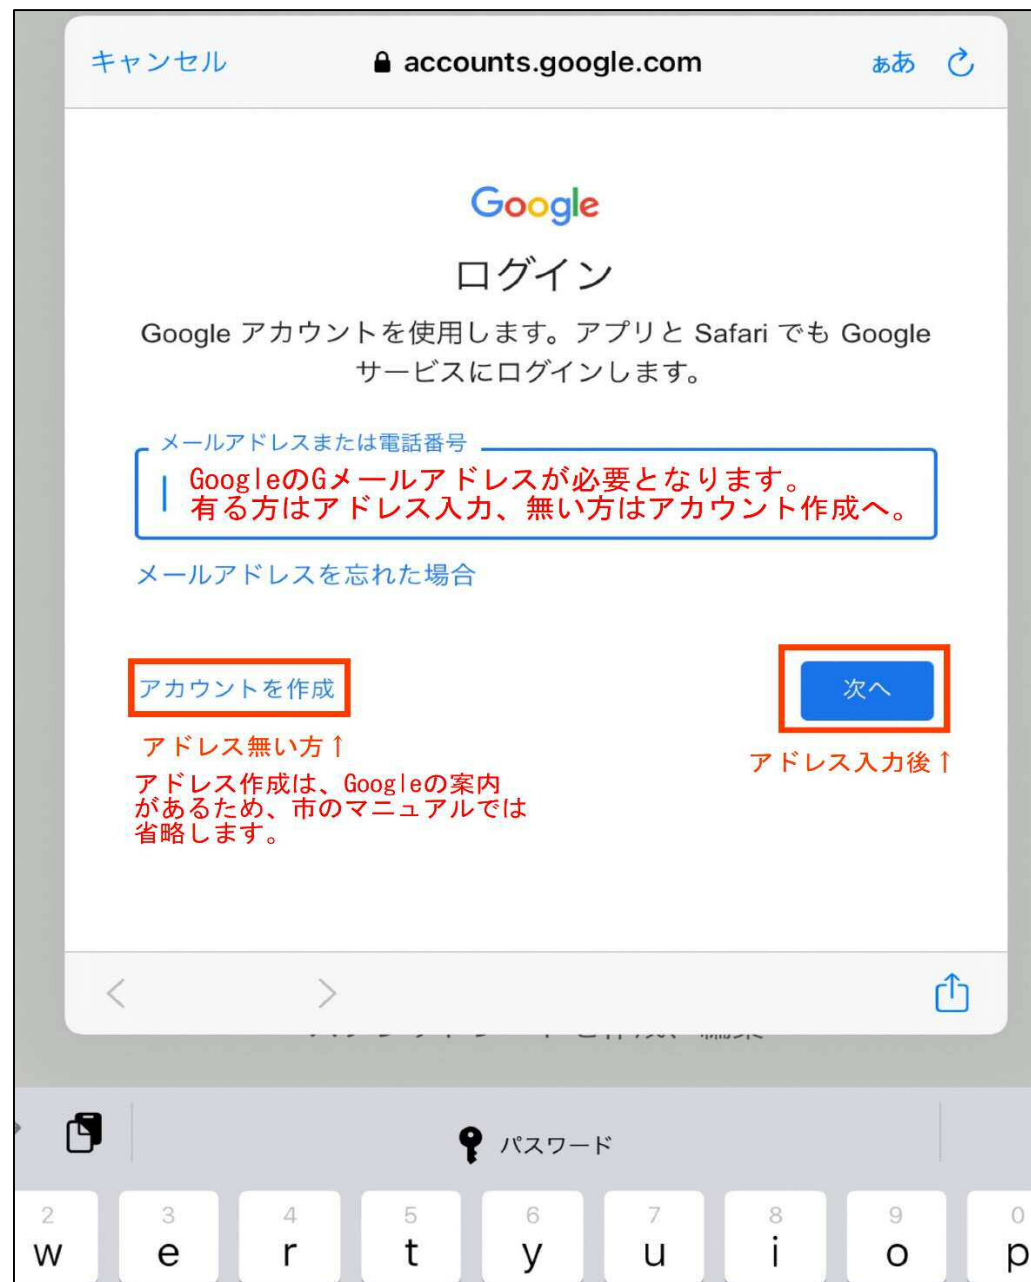 キャンセル
accounts.google.com
ぁあ
Google
ログイン
Google アカウントを使用します。アプリと Safari でも Google
サービスにログインします。
メールアドレスまたは電話番号
GoogleのGメールアドレスが必要となります。
有る方はアドレス入力、無い方はアカウント作成へ。
メールアドレスを忘れた場合
アカウントを作成
次へ
アドレス無い方↑
アドレス入力後↑
アドレス作成は、Googleの案内
があるため、市のマニュアルでは
省略します。
パスワード
2 3 4 5 6 7 8 9 0
w e r t y u i o p